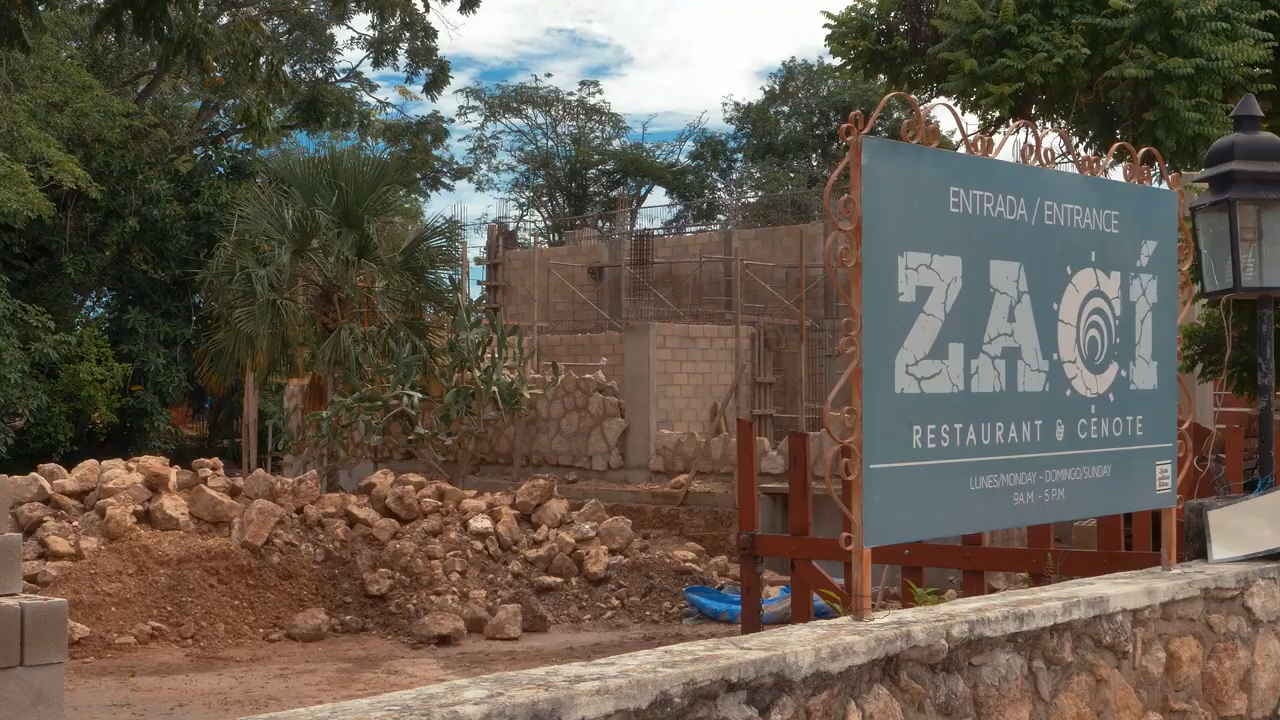 ENTRADA / ENTRANCE
ZACÍ
RESTAURANT & CENOTE
LUNES/MONDAY - DOMINGO/SUNDAY
9A.M. - 5 P.M.